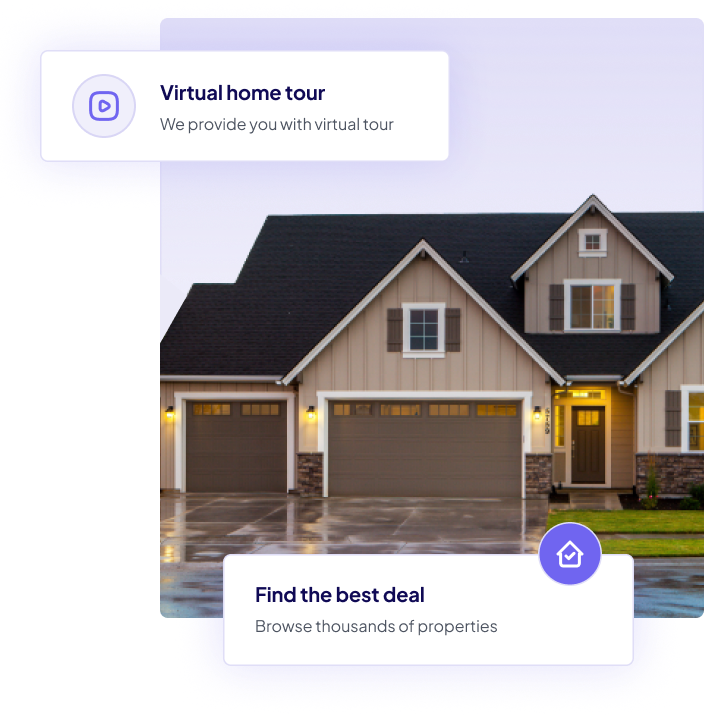 Virtual home tour
We provide you with virtual tour
Find the best deal
Browse thousands of properties